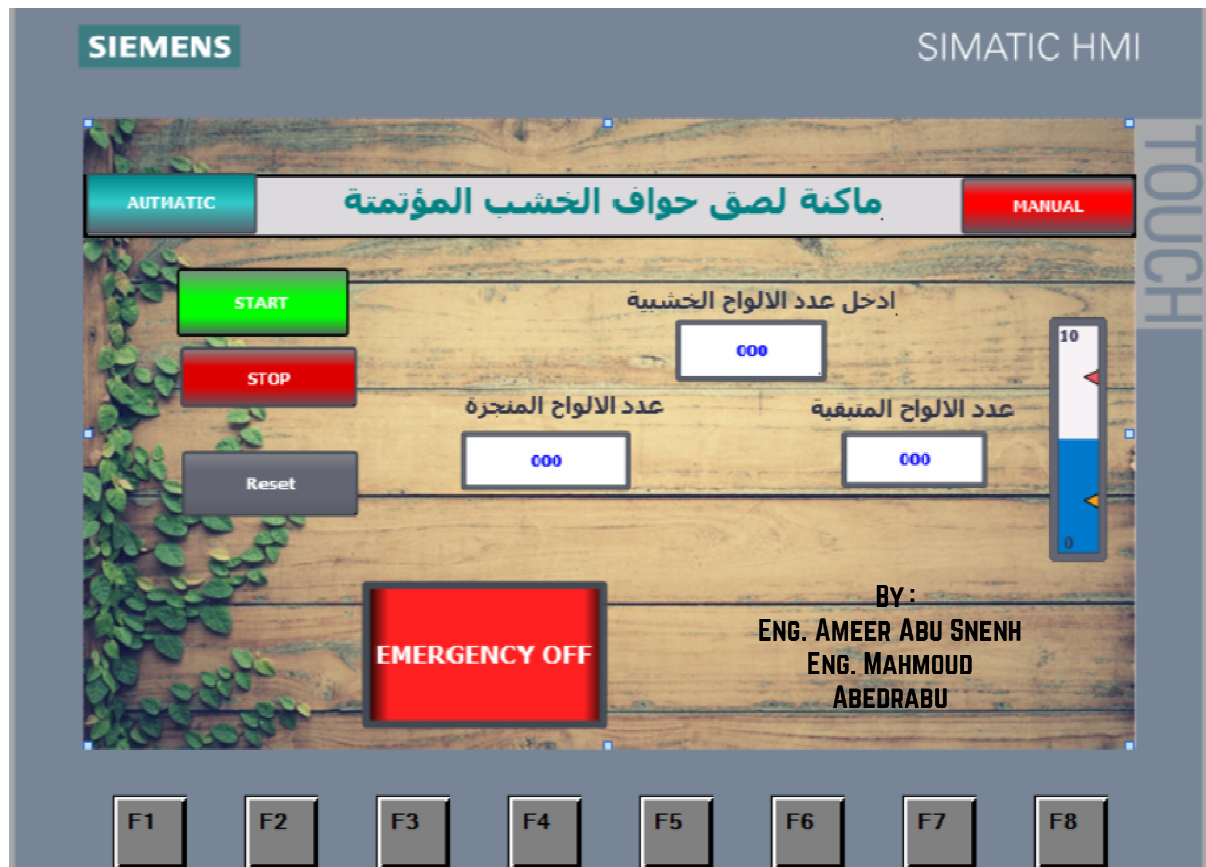 SIEMENS
SIMATIC HMI
TOUCH
AUTMATIC
ماكنة لصق حواف الخشب المؤتمتة
MANUAL
START
ادخل عدد الالواح الخشبية
10
000
STOP
عدد الالواح المنجزة
عدد الالواح المتبقية
000
000
Reset
0
EMERGENCY OFF
BY :
ENG. AMEER ABU SNENH
ENG. MAHMOUD
ABEDRABU
F1
F2
F3
F4
F5
F6
F7
F8